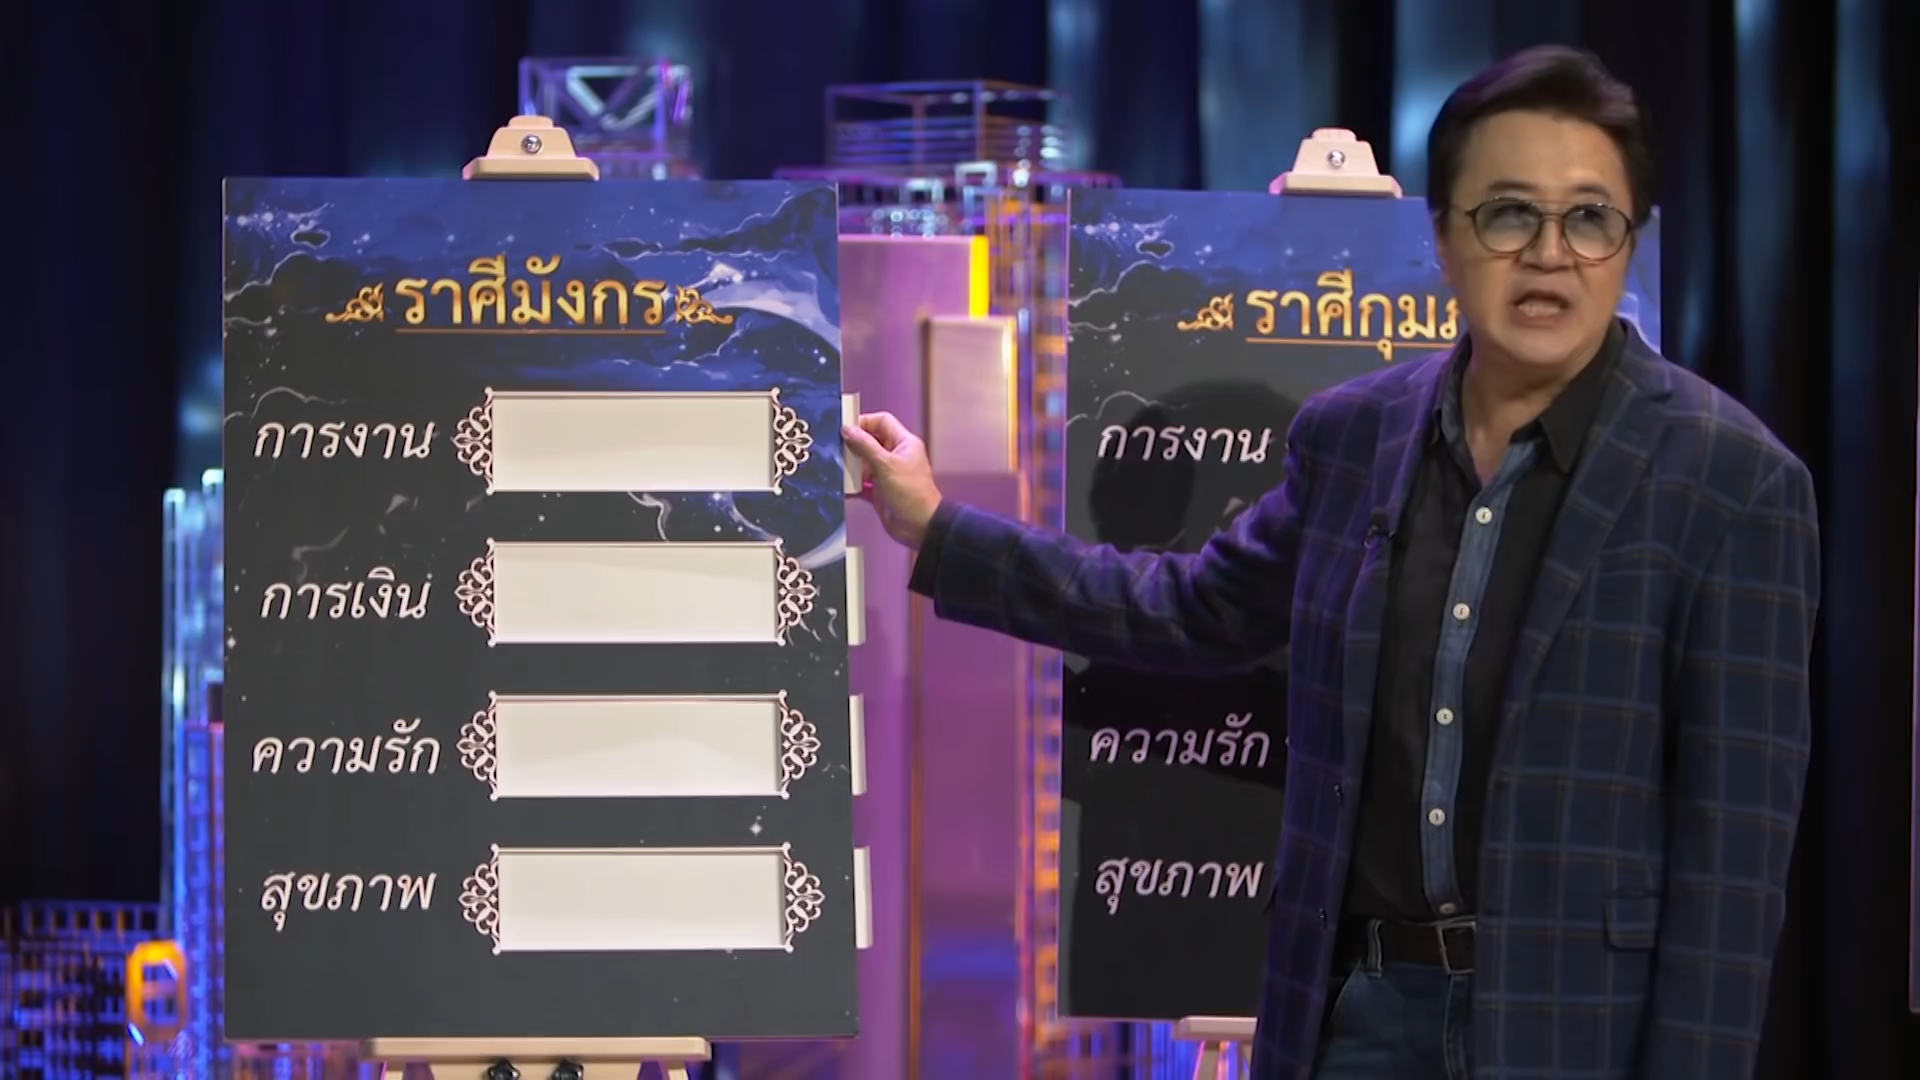 ราศีมังกร
การงาน
การเงิน
ความรัก
สุขภาพ
การงาน
ความรัก
สุขภาพ